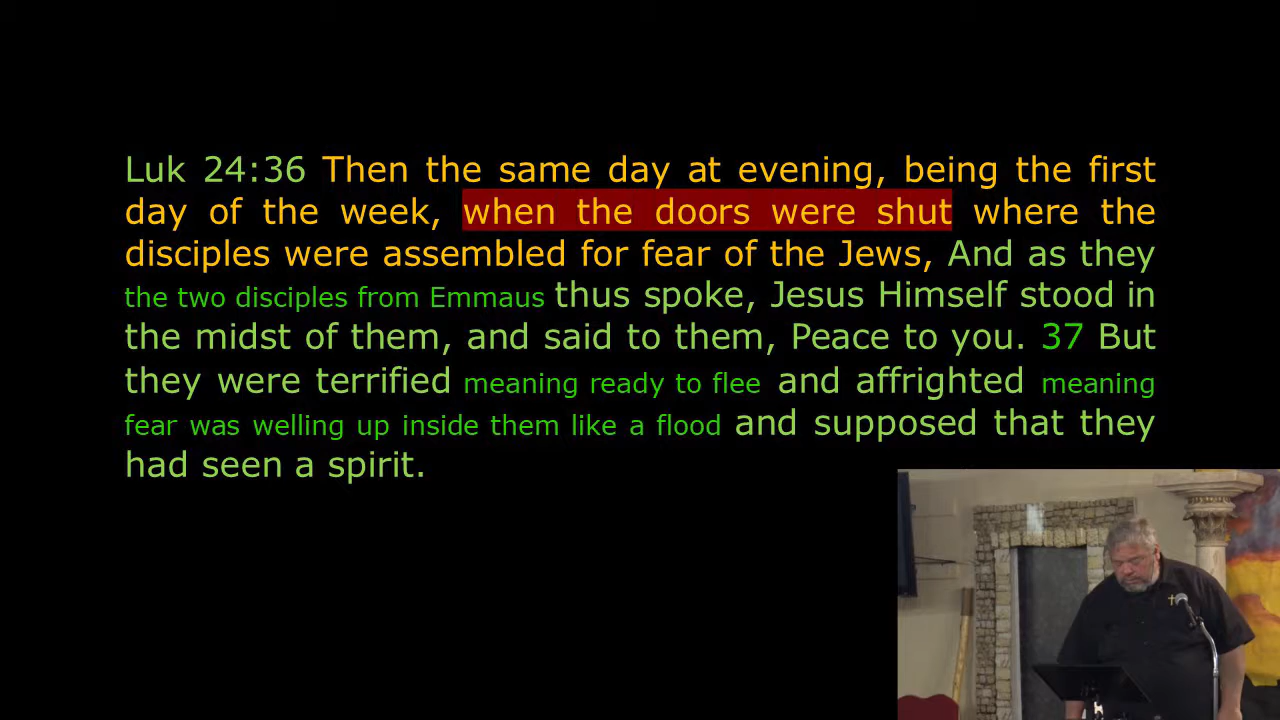 Luk 24:36 Then the same day at evening, being the first
day of the week, when the doors were shut where the
disciples were assembled for fear of the Jews, And as they
the two disciples from Emmaus thus spoke, Jesus Himself stood in
the midst of them, and said to them, Peace to you. 37 But
they were terrified meaning ready to flee and affrighted meaning
fear was welling up inside them like a flood and supposed that they
had seen a spirit.